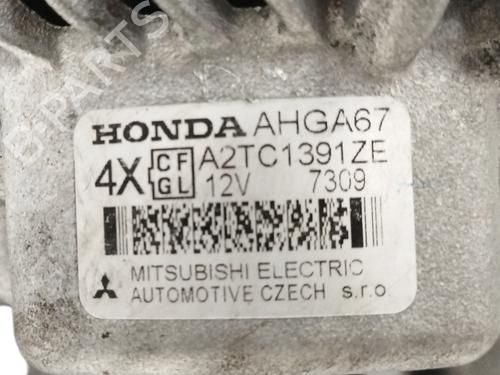 HONDA AHGA67
4X CF GL A2TC1391ZE
12V 7309
MITSUBISHI ELECTRIC
AUTOMOTIVE CZECH s.r.o
B-PARTS